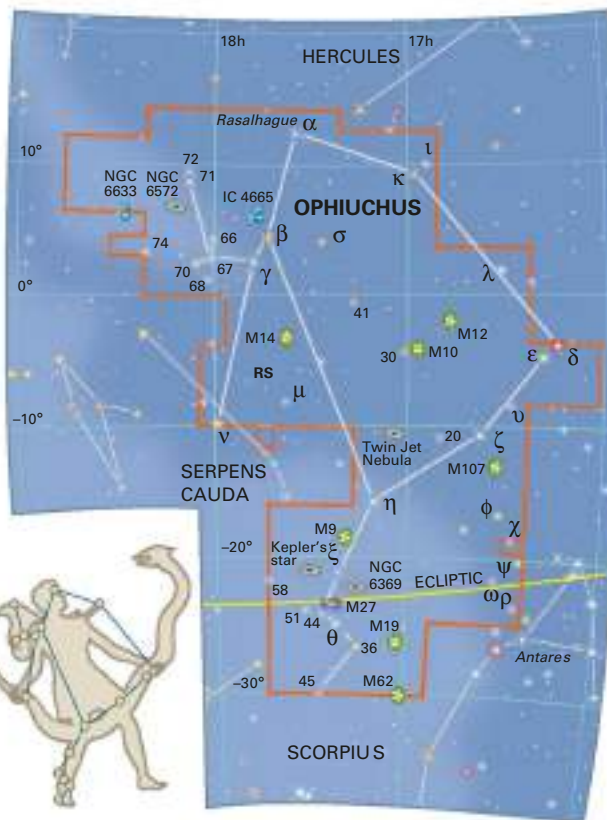 18h
17h
HERCULES
Rasalhague
α
ι
10°
κ
72
71
NGC
6633
NGC
6572
IC 4665
OPHIUCHUS
β
σ
66
74
γ
70
67
68
λ
0°
41
M12
M14
30
M10
ε
δ
RS
μ
υ
ν
–10°
20
ζ
Twin Jet
Nebula
SERPENS
CAUDA
M107
η
φ
χ
M9
ξ
–20°
Kepler's
star
NGC
6369
ECLIPTIC
ψ
58
ω
ρ
M27
51
44
M19
θ
36
Antares
–30°
45
M62
SCORPIUS